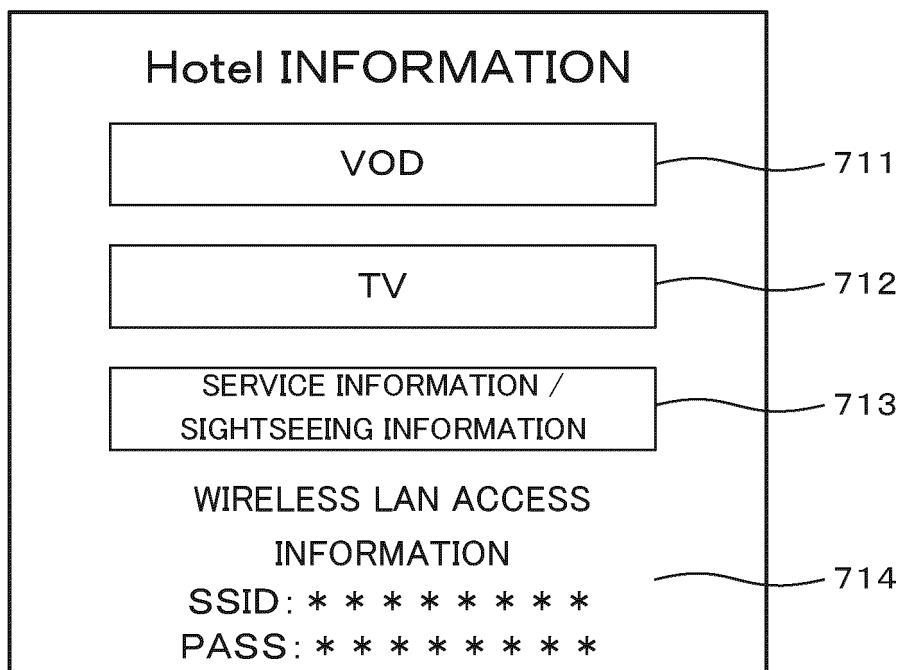 Hotel INFORMATION
VOD
711
TV
712
SERVICE INFORMATION /
SIGHTSEEING INFORMATION
713
WIRELESS LAN ACCESS
INFORMATION
714
SSID: * * * * * * * *
PASS: * * * * * * * *